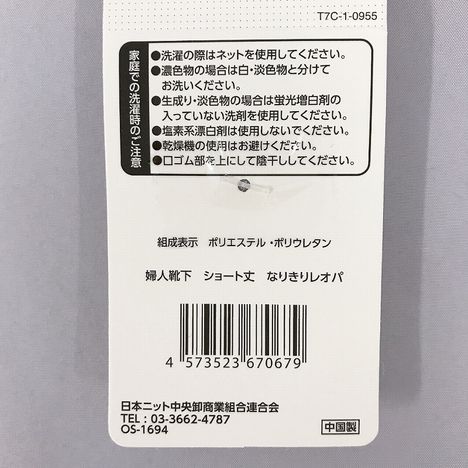 T7C-1-0955
家庭での洗濯時のご注意
●洗濯の際はネットを使用してください。
●濃色物の場合は白・淡色物と分けて
お洗いください。
●生成り・淡色物の場合は蛍光増白剤の
入っていない洗剤を使用してください。
●塩素系漂白剤は使用しないでください。
●乾燥機の使用はお避けください。
●口ゴム部を上にして陰干ししてください。
組成表示 ポリエステル・ポリウレタン
婦人靴下 ショート丈 なりきりレオパ
4 573523 670679
日本ニット中央卸商業組合連合会
TEL : 03-3662-4787
OS-1694
中国製